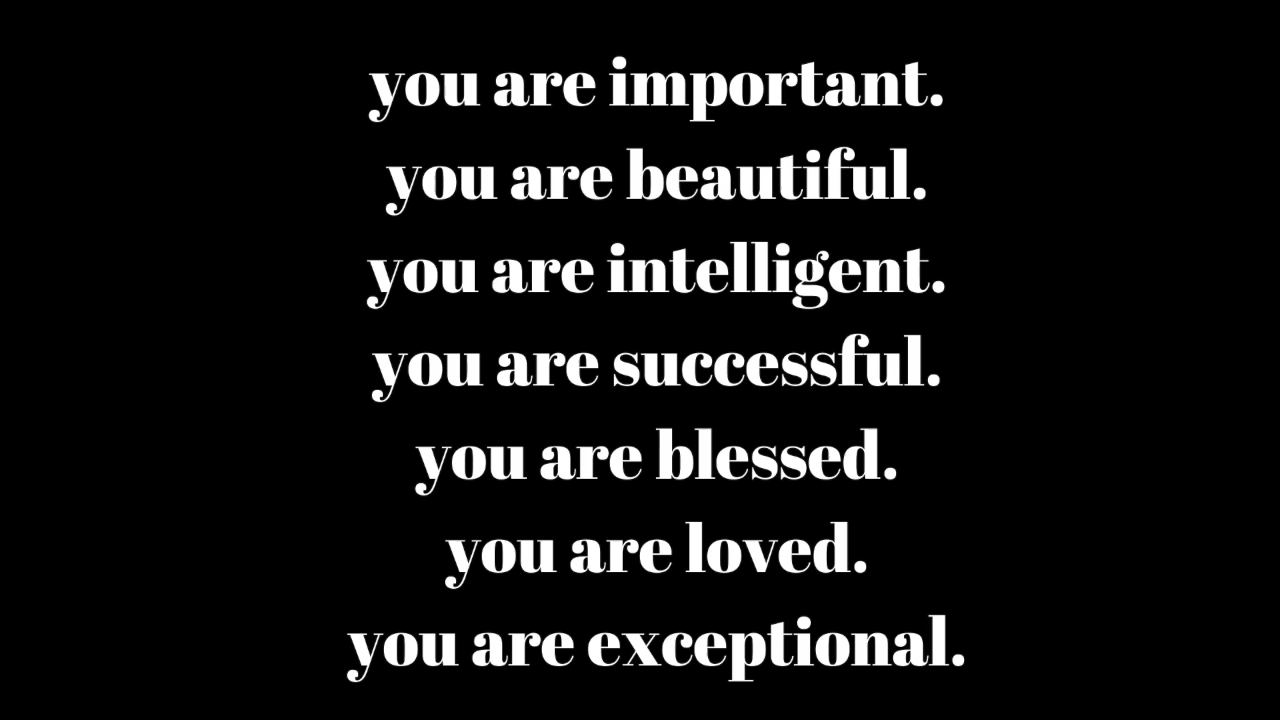 you are important.
you are beautiful.
you are intelligent.
you are successful.
you are blessed.
you are loved.
you are exceptional.